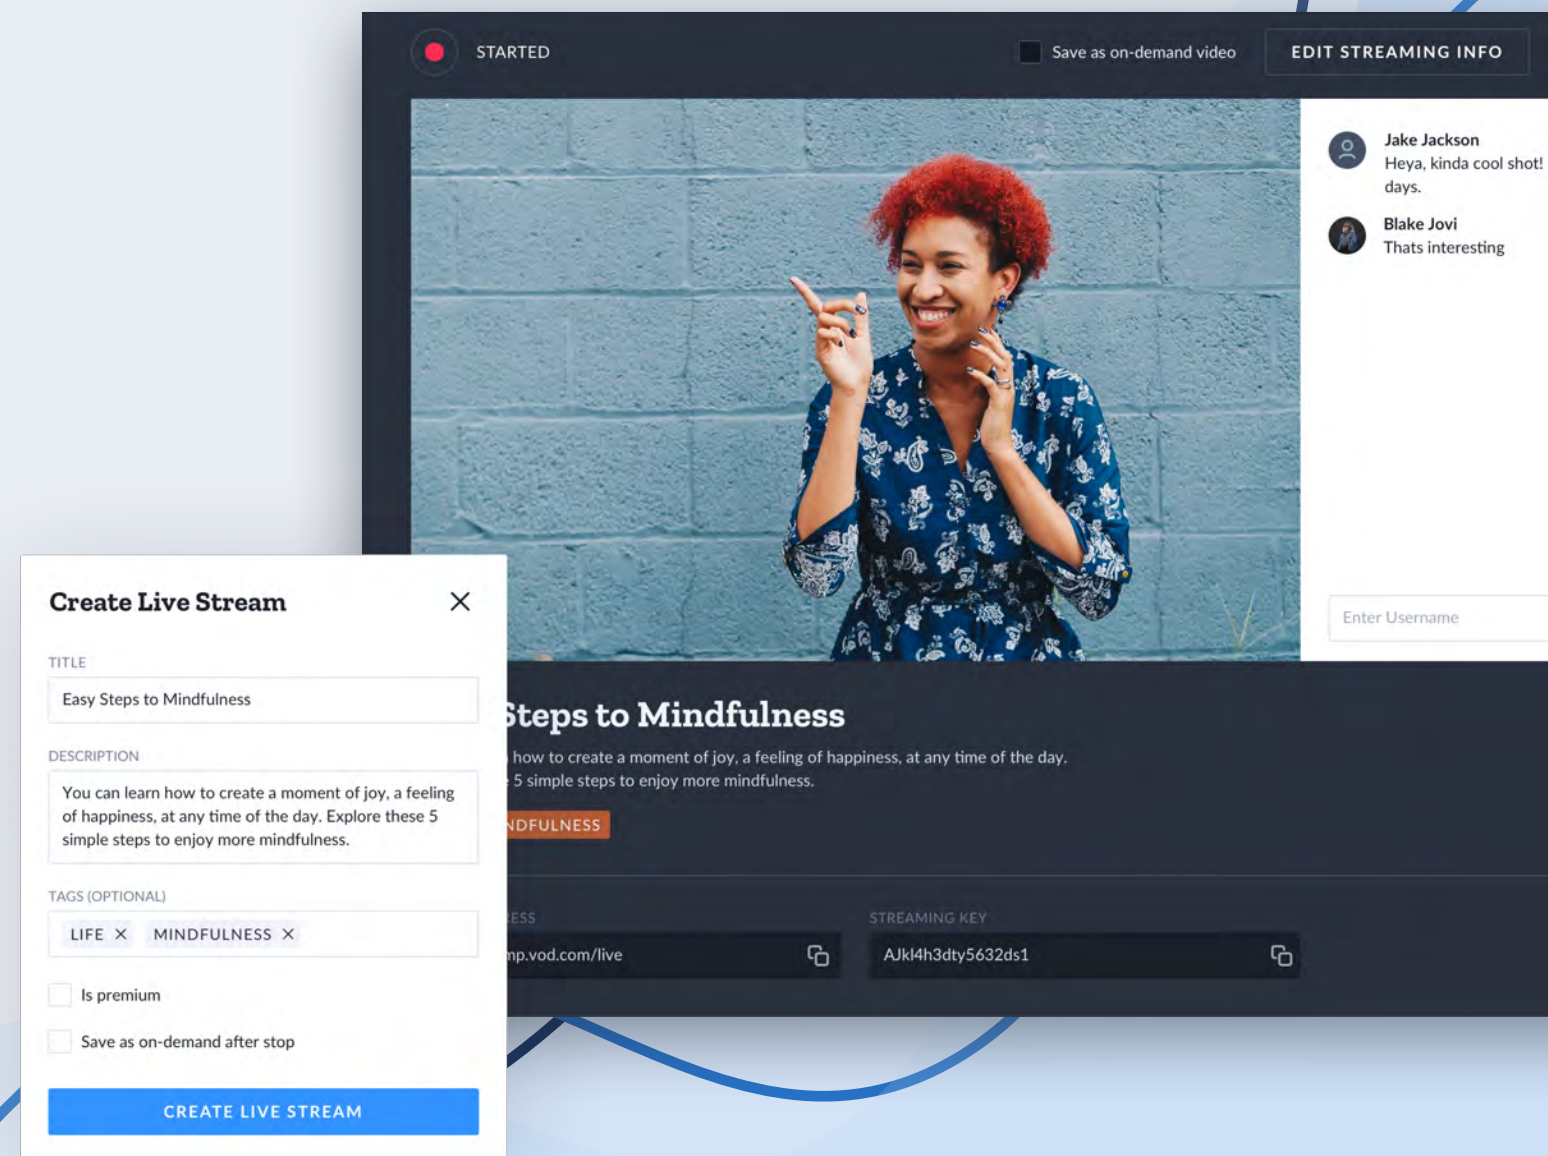 STARTED
Save as on-demand video
EDIT STREAMING INFO
Jake Jackson
Heya, kinda cool shot!
days.
Blake Jovi
Thats interesting
Enter Username
Steps to Mindfulness
how to create a moment of joy, a feeling of happiness, at any time of the day.
5 simple steps to enjoy more mindfulness.
NDFULNESS
RESS
mp.vod.com/live
STREAMING KEY
AJkl4h3dty5632ds1
Create Live Stream
TITLE
Easy Steps to Mindfulness
DESCRIPTION
You can learn how to create a moment of joy, a feeling
of happiness, at any time of the day. Explore these 5
simple steps to enjoy more mindfulness.
TAGS (OPTIONAL)
LIFE × MINDFULNESS ×
Is premium
Save as on-demand after stop
CREATE LIVE STREAM